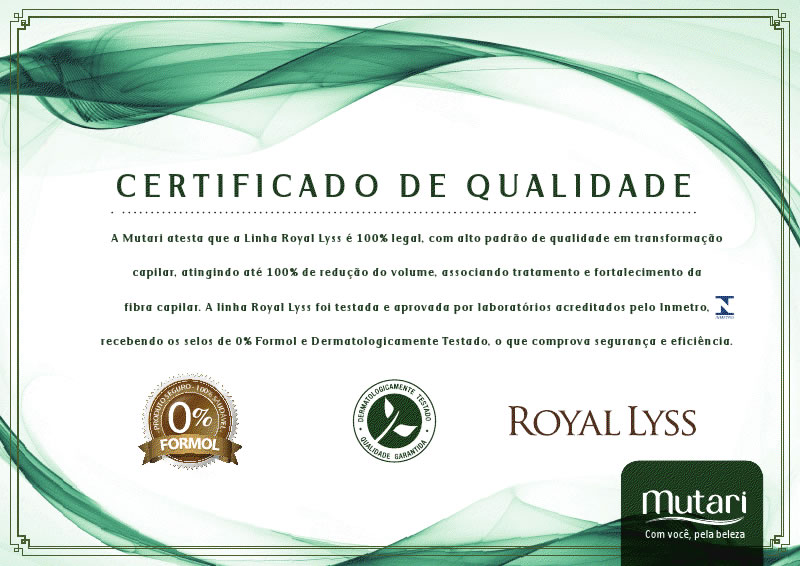 CERTIFICADO DE QUALIDADE
A Mutari atesta que a Linha Royal Lyss é 100% legal, com alto padrão de qualidade em transformação
capilar, atingindo até 100% de redução do volume, associando tratamento e fortalecimento da
fibra capilar. A linha Royal Lyss foi testada e aprovada por laboratórios acreditados pelo Inmetro,
INMETRO
recebendo os selos de 0% Formol e Dermatologicamente Testado, o que comprova segurança e eficiência.
PRODUTO SEGURO - 100% SAUDÁVEL
0%
FORMOL
DERMATOLOGICAMENTE TESTADO
QUALIDADE GARANTIDA
ROYAL LYSS
Mutari
Com você, pela beleza